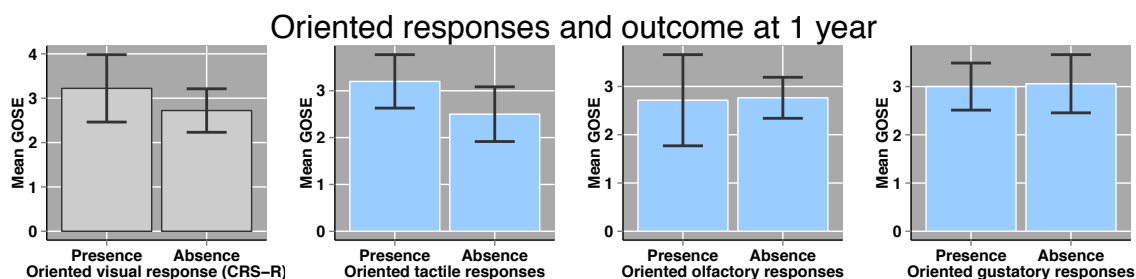 Oriented responses and outcome at 1 year
Mean GOSE
4
3
2
1
0
Presence Absence
Oriented visual response (CRS−R)
Mean GOSE
3
2
1
0
Presence Absence
Oriented tactile responses
Mean GOSE
3
2
1
0
Presence Absence
Oriented olfactory responses
Mean GOSE
3
2
1
0
Presence Absence
Oriented gustatory responses